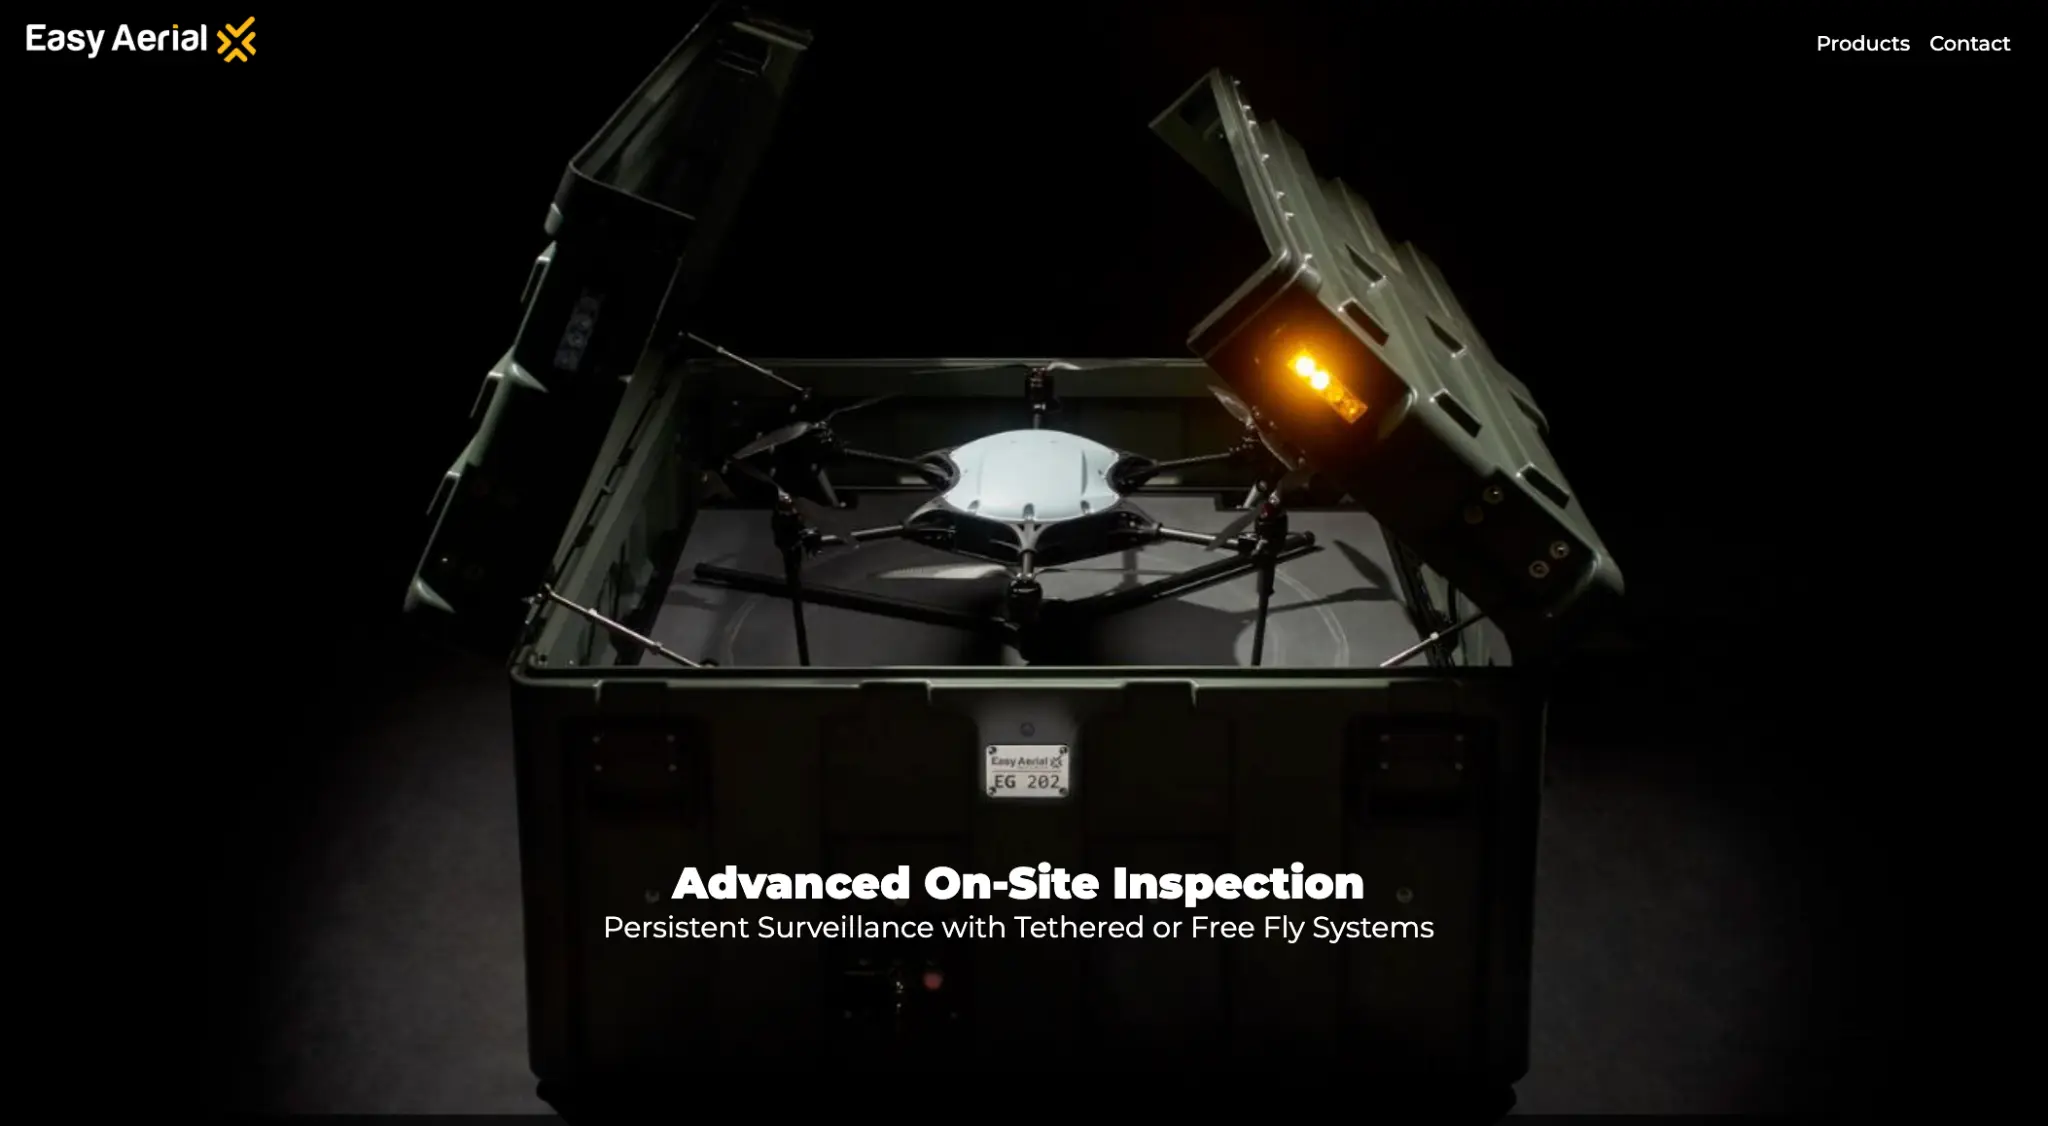 Easy Aerial
Products
Contact
Easy Aerial
EG 202
Advanced On-Site Inspection
Persistent Surveillance with Tethered or Free Fly Systems